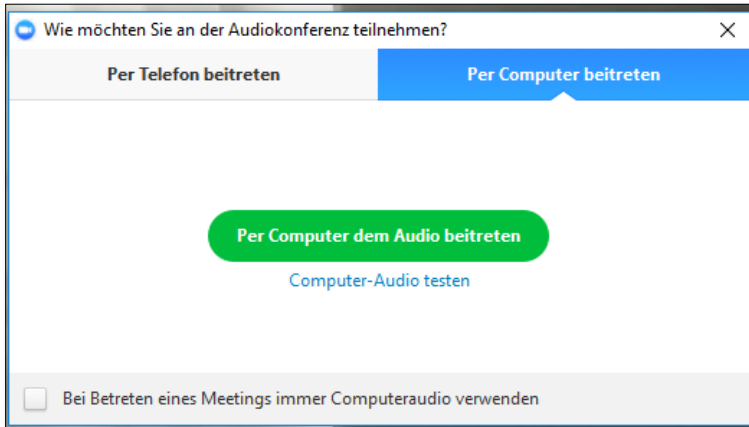 Wie möchten Sie an der Audiokonferenz teilnehmen?
Per Telefon beitreten
Per Computer beitreten
Per Computer dem Audio beitreten
Computer-Audio testen
Bei Betreten eines Meetings immer Computeraudio verwenden